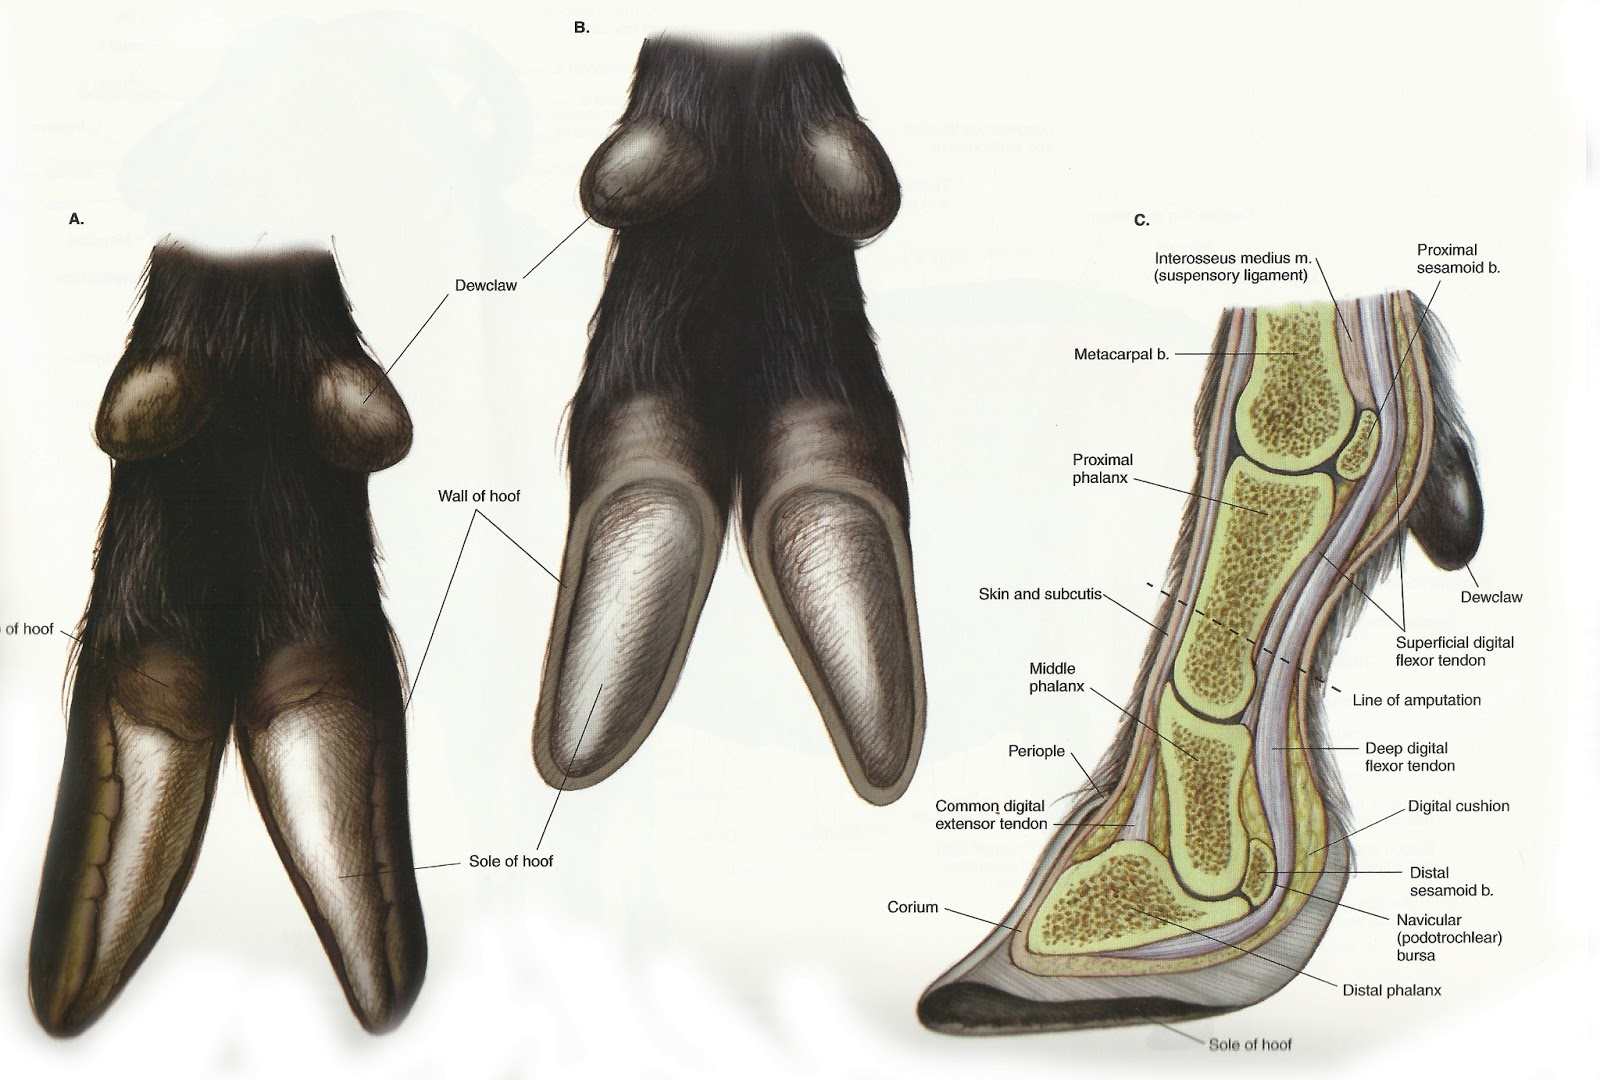 A.
B.
C.
Dewclaw
Wall of hoof
of hoof
Sole of hoof
Interosseus medius m.
(suspensory ligament)
Proximal
sesamoid b.
Metacarpal b.
Proximal
phalanx
Skin and subcutis
Dewclaw
Superficial digital
flexor tendon
Middle
phalanx
Line of amputation
Periople
Deep digital
flexor tendon
Common digital
extensor tendon
Digital cushion
Distal
sesamoid b.
Corium
Navicular
(podotrochlear)
bursa
Distal phalanx
Sole of hoof